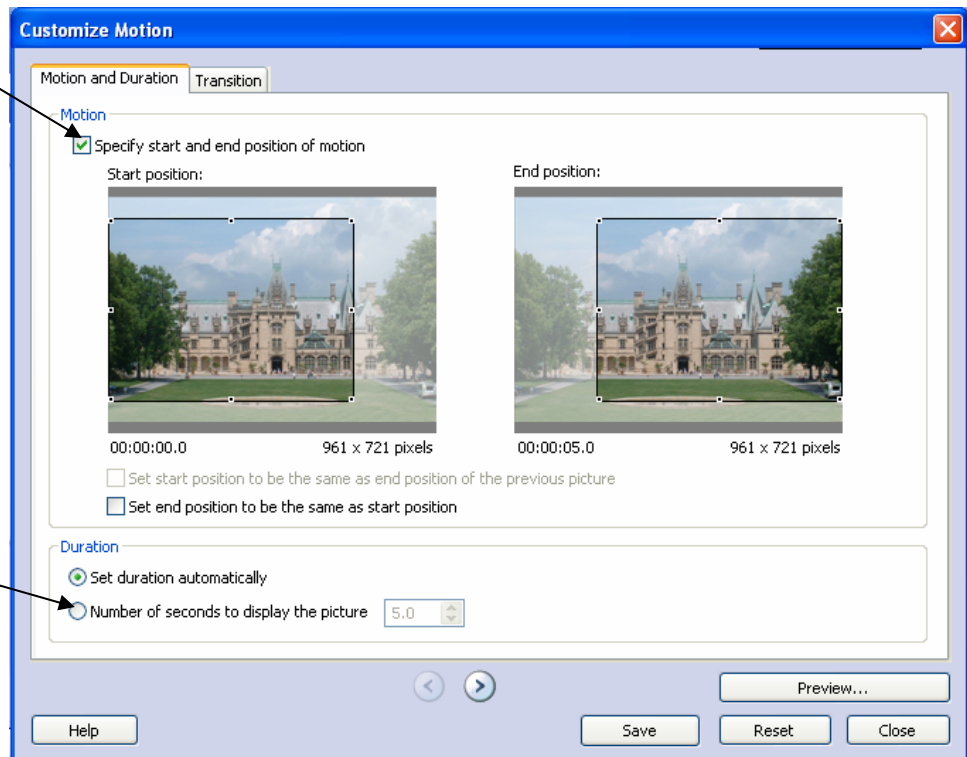 Customize Motion
Motion and Duration Transition
Motion
Specify start and end position of motion
Start position: End position:
00:00:00.0 961 x 721 pixels 00:00:05.0 961 x 721 pixels
Set start position to be the same as end position of the previous picture
Set end position to be the same as start position
Duration
Set duration automatically
Number of seconds to display the picture 5.0
Preview...
Help Save Reset Close